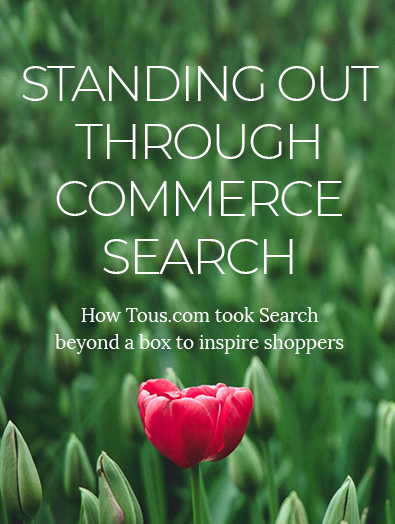 STANDING OUT
THROUGH
COMMERCE
SEARCH
How Tous.com took Search
beyond a box to inspire shoppers